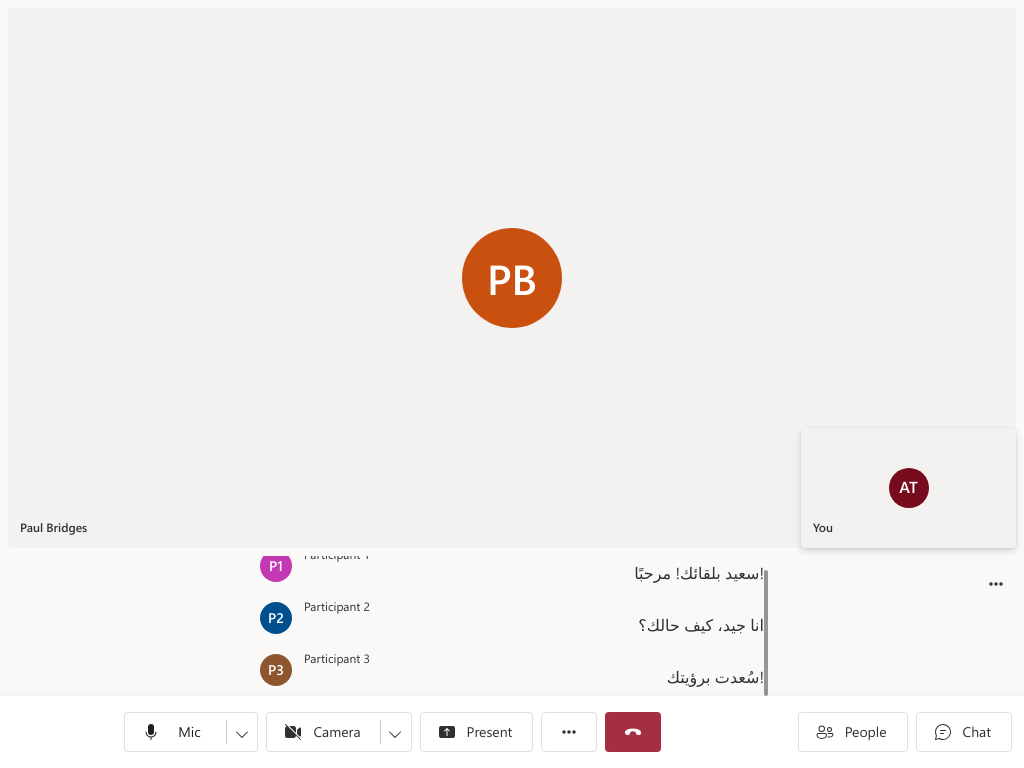 PB
Paul Bridges
AT
You
P1
Participant 1
!سعيد بلقائك! مرحبًا
P2
Participant 2
انا جيد، كيف حالك؟
P3
Participant 3
!سُعدت برؤيتك
Mic
Camera
Present
People
Chat